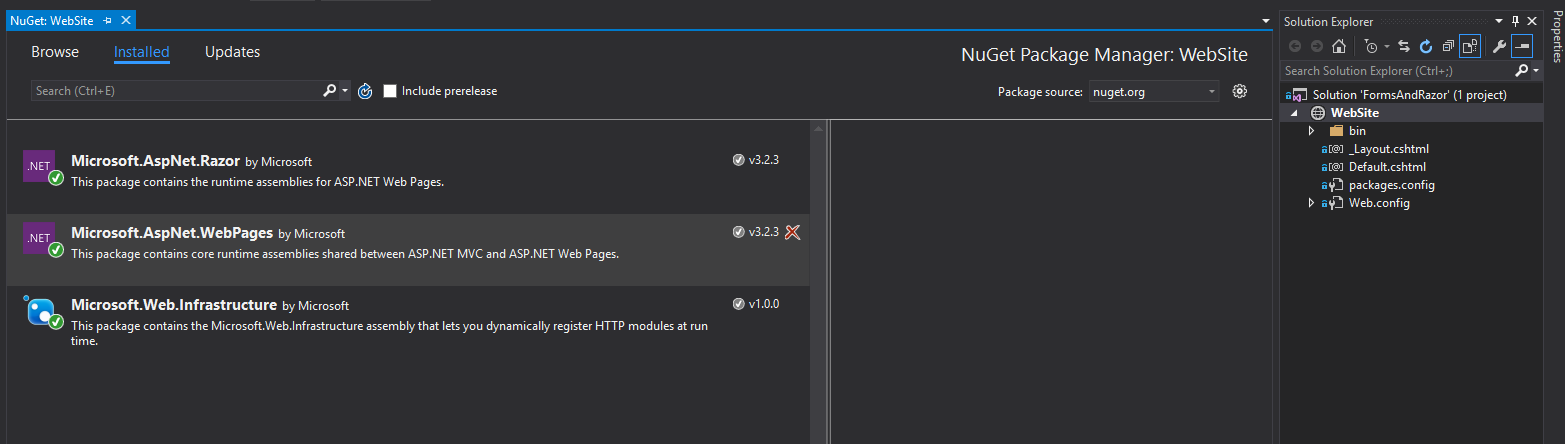 NuGet: WebSite
Browse
Installed
Updates
NuGet Package Manager: WebSite
Search (Ctrl+E)
Include prerelease
Package source:
nuget.org
.NET
Microsoft.AspNet.Razor by Microsoft
v3.2.3
This package contains the runtime assemblies for ASP.NET Web Pages.
.NET
Microsoft.AspNet.WebPages by Microsoft
v3.2.3
This package contains core runtime assemblies shared between ASP.NET MVC and ASP.NET Web Pages.
Microsoft.Web.Infrastructure by Microsoft
v1.0.0
This package contains the Microsoft.Web.Infrastructure assembly that lets you dynamically register HTTP modules at run
time.
Solution Explorer
Search Solution Explorer (Ctrl+;)
Solution 'FormsAndRazor' (1 project)
WebSite
bin
[@] _Layout.cshtml
[@] Default.cshtml
packages.config
Web.config
Properties